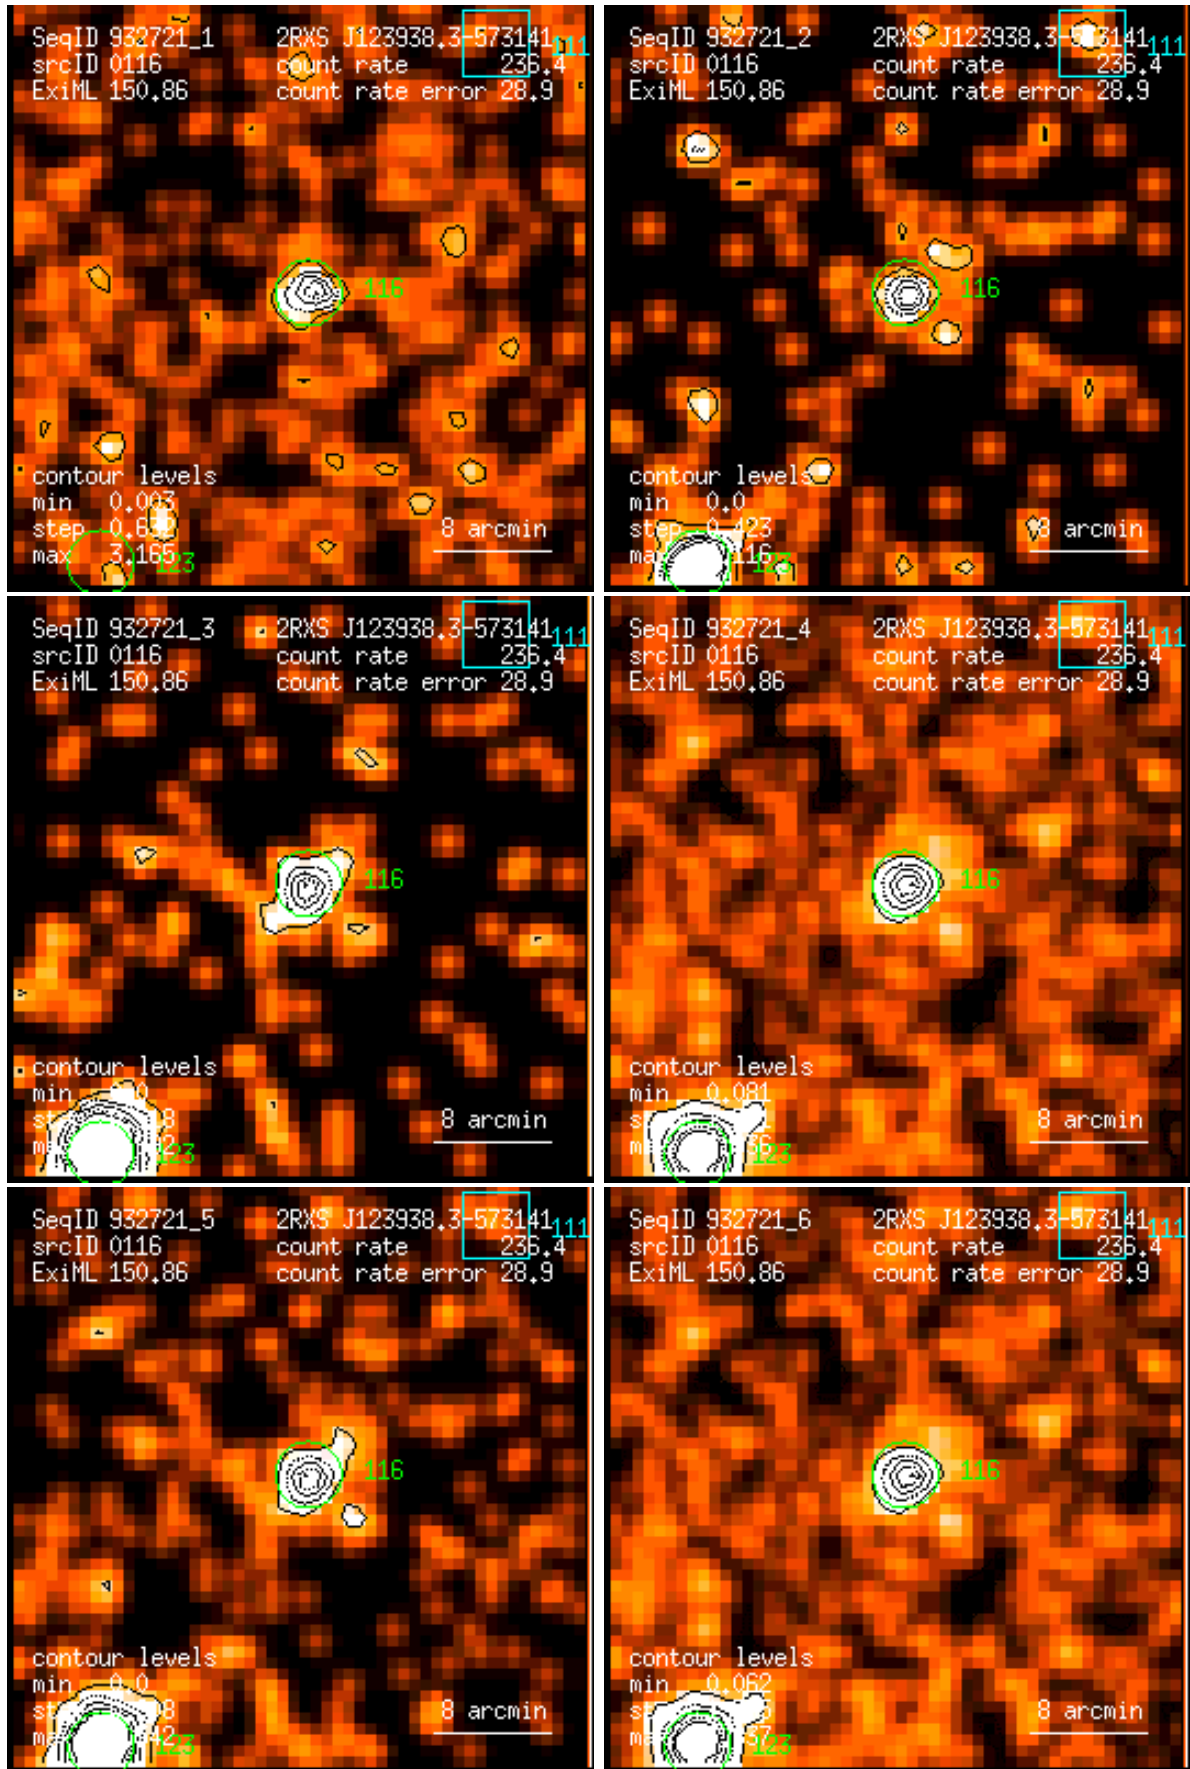 SeqID 932721_1 2RXS J123938.3-573141 111
srcID 0116 count rate 236.4
ExiML 150.86 count rate error 28.9
116
contour levels
min 0.003
step
8 arcmin
max 3.165 123
SeqID 932721_2 2RXS J123938.3-573141 111
srcID 0116 count rate 236.4
ExiML 150.86 count rate error 28.9
116
contour levels
min 0.0
step 0.423
8 arcmin
123
SeqID 932721_3 2RXS J123938.3-573141 111
srcID 0116 count rate 236.4
ExiML 150.86 count rate error 28.9
116
contour levels
min
8 arcmin
123
SeqID 932721_4 2RXS J123938.3-573141 111
srcID 0116 count rate 236.4
ExiML 150.86 count rate error 28.9
116
contour levels
min 0.081
8 arcmin
123
SeqID 932721_5 2RXS J123938.3-573141 111
srcID 0116 count rate 236.4
ExiML 150.86 count rate error 28.9
116
contour levels
min 0.0
8 arcmin
123
SeqID 932721_6 2RXS J123938.3-573141 111
srcID 0116 count rate 236.4
ExiML 150.86 count rate error 28.9
116
contour levels
min 0.062
8 arcmin
123